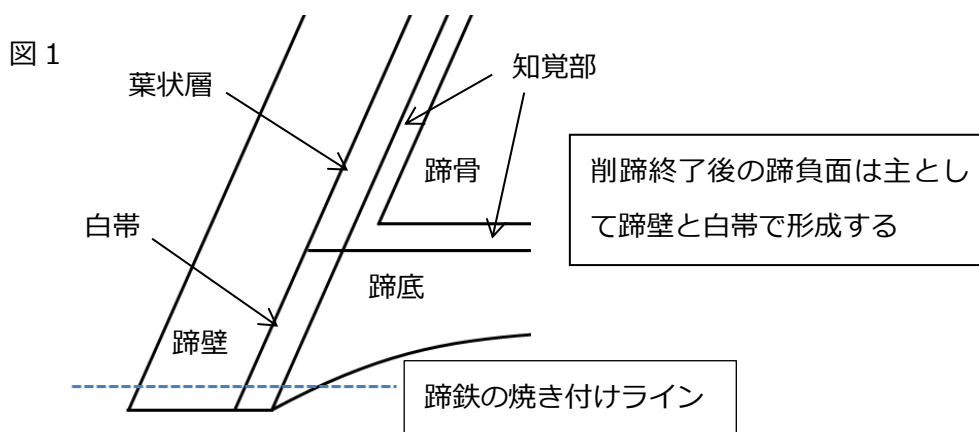 図1
知覚部
葉状層
蹄骨
削蹄終了後の蹄負面は主とし
て蹄壁と白帯で形成する
白帯
蹄底
蹄壁
蹄鉄の焼き付けライン